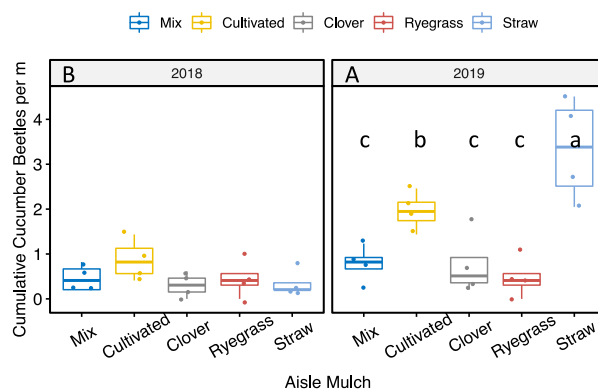 Mix Cultivated Clover Ryegrass Straw
B 2018 A 2019
Cumulative Cucumber Beetles per m
4
3
2
1
0
c b c c a
Mix Cultivated Clover Ryegrass Straw Mix Cultivated Clover Ryegrass Straw
Aisle Mulch